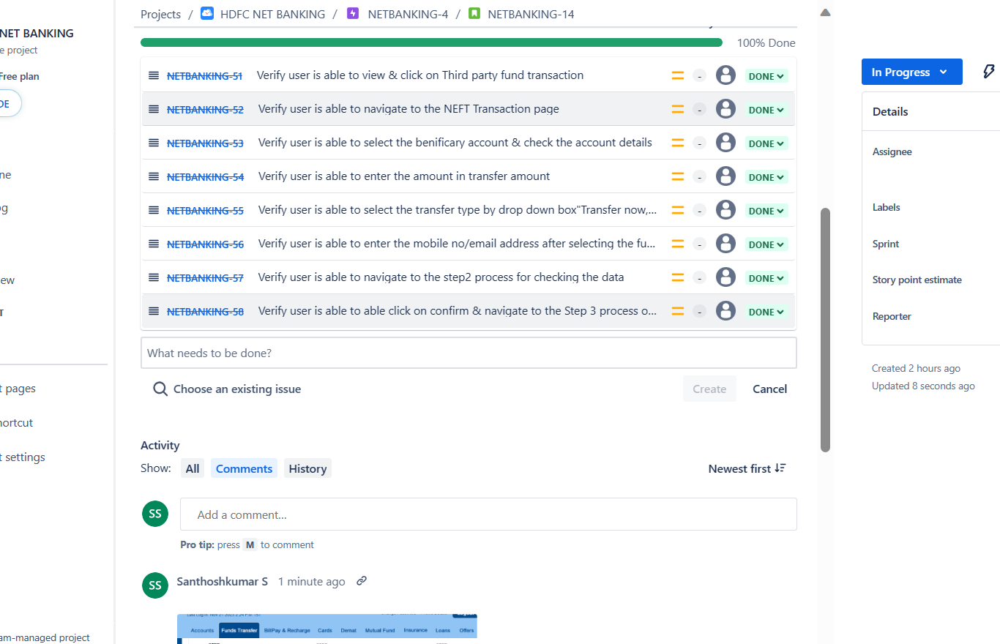 Projects / HDFC NET BANKING / NETBANKING-4 / NETBANKING-14
NET BANKING
e project
Free plan
DE
ne
ew
T
t pages
hortcut
t settings
am-managed project
100% Done
NETBANKING-51 Verify user is able to view & click on Third party fund transaction - DONE
NETBANKING-52 Verify user is able to navigate to the NEFT Transaction page - DONE
NETBANKING-53 Verify user is able to select the benificary account & check the account details - DONE
NETBANKING-54 Verify user is able to enter the amount in transfer amount - DONE
NETBANKING-55 Verify user is able to select the transfer type by drop down box"Transfer now,... - DONE
NETBANKING-56 Verify user is able to enter the mobile no/email address after selecting the fu... - DONE
NETBANKING-57 Verify user is able to navigate to the step2 process for checking the data - DONE
NETBANKING-58 Verify user is able to able click on confirm & navigate to the Step 3 process o... - DONE
What needs to be done?
Choose an existing issue Create Cancel
Activity
Show: All Comments History Newest first
SS Add a comment...
Pro tip: press M to comment
SS Santhoshkumar S 1 minute ago
Accounts Funds Transfer BillPay & Recharge Cards Demat Mutual Fund Insurance Loans Offers
In Progress
Details
Assignee
Labels
Sprint
Story point estimate
Reporter
Created 2 hours ago
Updated 8 seconds ago